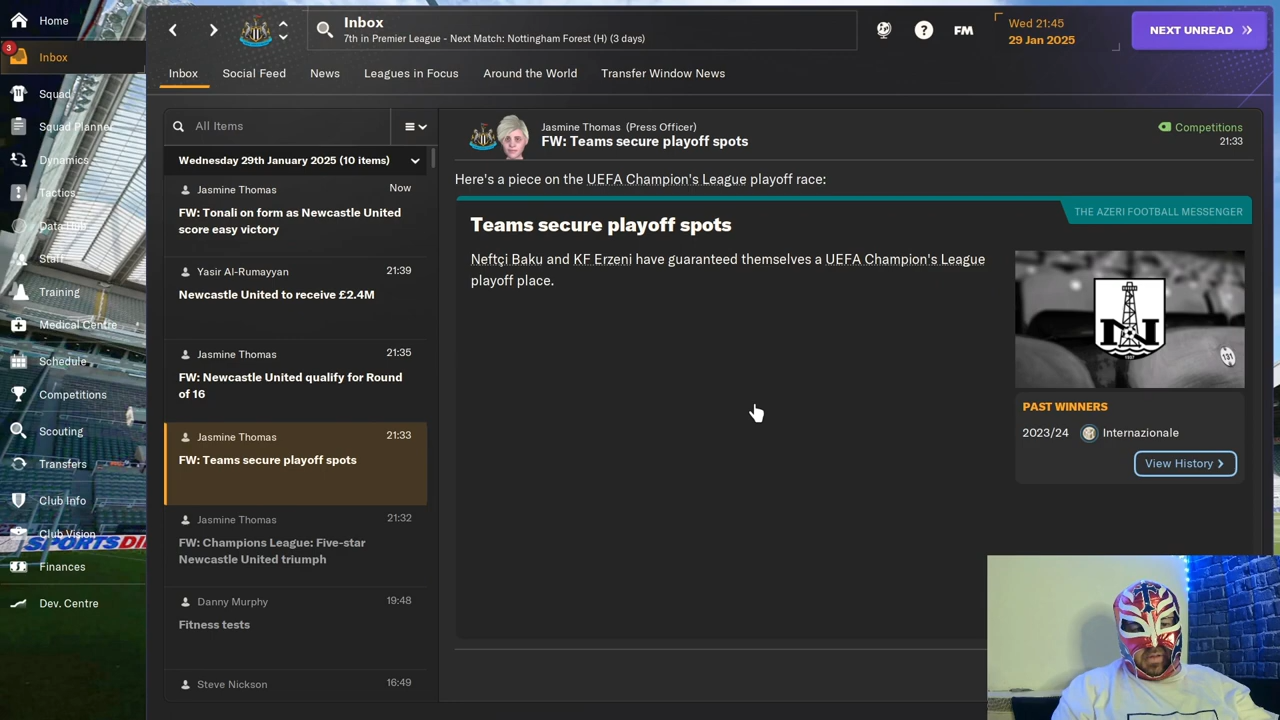 Home
3
Inbox
Squad
Squad Planner
Dynamics
Tactics
Data Hub
Staff
Training
Medical Centre
Schedule
Competitions
Scouting
Transfers
Club Info
Club Vision
SPORTS DI
Finances
Dev. Centre
Inbox
7th in Premier League - Next Match: Nottingham Forest (H) (3 days)
FM
Wed 21:45
29 Jan 2025
NEXT UNREAD
Inbox Social Feed News Leagues in Focus Around the World Transfer Window News
All Items
Wednesday 29th January 2025 (10 items)
Jasmine Thomas Now
FW: Tonali on form as Newcastle United
score easy victory
Yasir Al-Rumayyan 21:39
Newcastle United to receive £2.4M
Jasmine Thomas 21:35
FW: Newcastle United qualify for Round
of 16
Jasmine Thomas 21:33
FW: Teams secure playoff spots
Jasmine Thomas 21:32
FW: Champions League: Five-star
Newcastle United triumph
Danny Murphy 19:48
Fitness tests
Steve Nickson 16:49
Jasmine Thomas (Press Officer)
FW: Teams secure playoff spots
Competitions
21:33
Here's a piece on the UEFA Champion's League playoff race:
THE AZERI FOOTBALL MESSENGER
Teams secure playoff spots
Neftçi Baku and KF Erzeni have guaranteed themselves a UEFA Champion's League
playoff place.
N
1937
PAST WINNERS
2023/24 Internazionale
View History